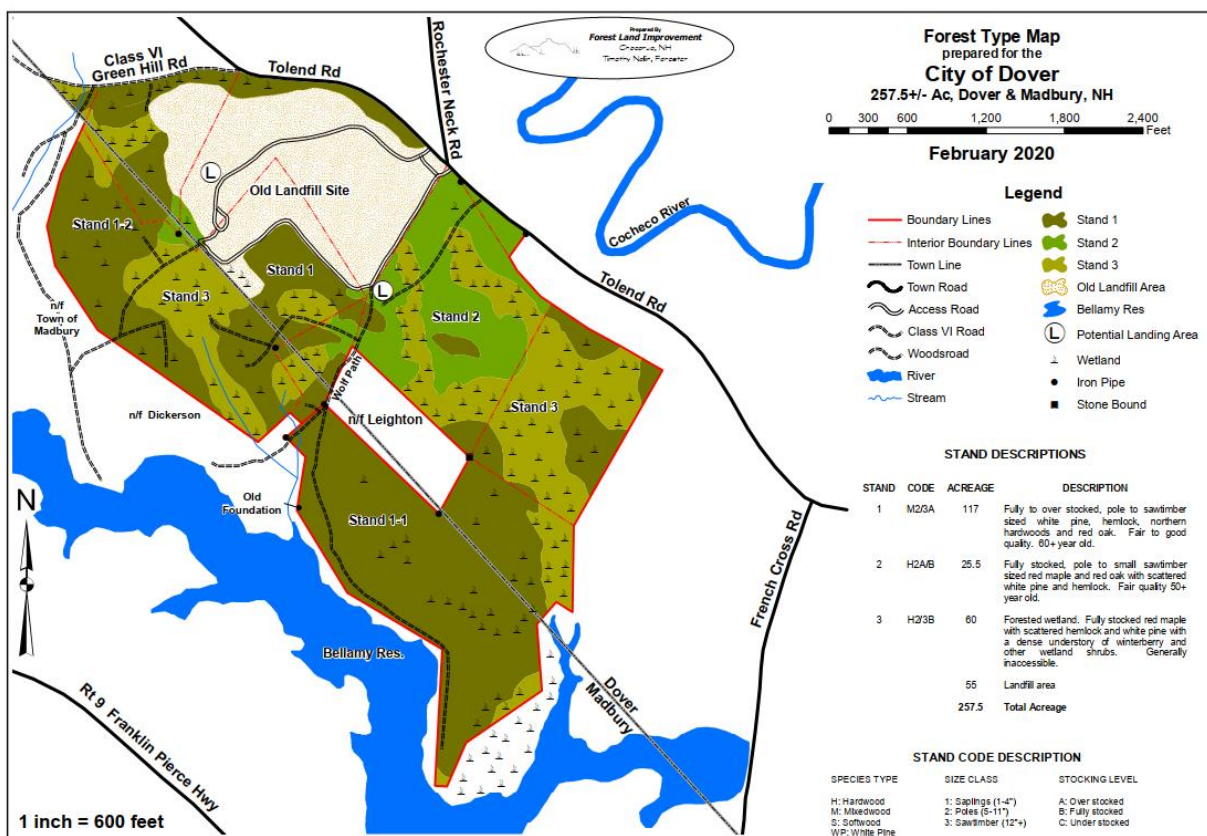 Prepared By
Forest Land Improvement
Chocorua, NH
Timothy Nolin, Forester
Forest Type Map
prepared for the
City of Dover
257.5+/- Ac, Dover & Madbury, NH
0 300 600 1,200 1,800 2,400
Feet
February 2020
Legend
Boundary Lines
Interior Boundary Lines
Town Line
Town Road
Access Road
Class VI Road
Woodsroad
River
Stream
Stand 1
Stand 2
Stand 3
Old Landfill Area
Bellamy Res
L Potential Landing Area
Wetland
Iron Pipe
Stone Bound
Class VI
Green Hill Rd
Tolend Rd
Rochester Neck Rd
Cocheco River
L
Old Landfill Site
Stand 1-2
Stand 1
L
Stand 3
n/f
Town of
Madbury
Stand 2
Tolend Rd
Wolf Path
n/f Dickerson
n/f Leighton
Stand 3
N
Old
Foundation
Stand 1-1
French Cross Rd
Bellamy Res.
Dover
Madbury
Rt 9 Franklin Pierce Hwy
1 inch = 600 feet
STAND DESCRIPTIONS
STAND CODE ACREAGE DESCRIPTION
1 M2/3A 117 Fully to over stocked, pole to sawtimber
sized white pine, hemlock, northern
hardwoods and red oak. Fair to good
quality. 60+ year old.
2 H2A/B 25.5 Fully stocked, pole to small sawtimber
sized red maple and red oak with scattered
white pine and hemlock. Fair quality 50+
year old.
3 H2/3B 60 Forested wetland. Fully stocked red maple
with scattered hemlock and white pine with
a dense understory of winterberry and
other wetland shrubs. Generally
inaccessible.
55 Landfill area
257.5 Total Acreage
STAND CODE DESCRIPTION
SPECIES TYPE SIZE CLASS STOCKING LEVEL
H: Hardwood 1: Saplings (1-4") A: Over stocked
M: Mixedwood 2: Poles (5-11") B: Fully stocked
S: Softwood 3: Sawtimber (12"+) C: Under stocked
WP: White Pine